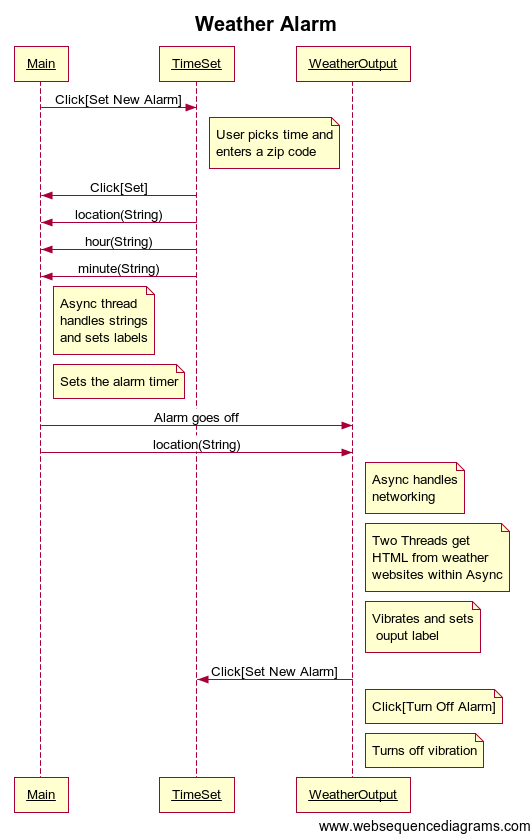 Weather Alarm
Main
TimeSet
WeatherOutput
Click[Set New Alarm]
User picks time and
enters a zip code
Click[Set]
location(String)
hour(String)
minute(String)
Async thread
handles strings
and sets labels
Sets the alarm timer
Alarm goes off
location(String)
Async handles
networking
Two Threads get
HTML from weather
websites within Async
Vibrates and sets
ouput label
Click[Set New Alarm]
Click[Turn Off Alarm]
Turns off vibration
Main
TimeSet
WeatherOutput
www.websequencediagrams.com